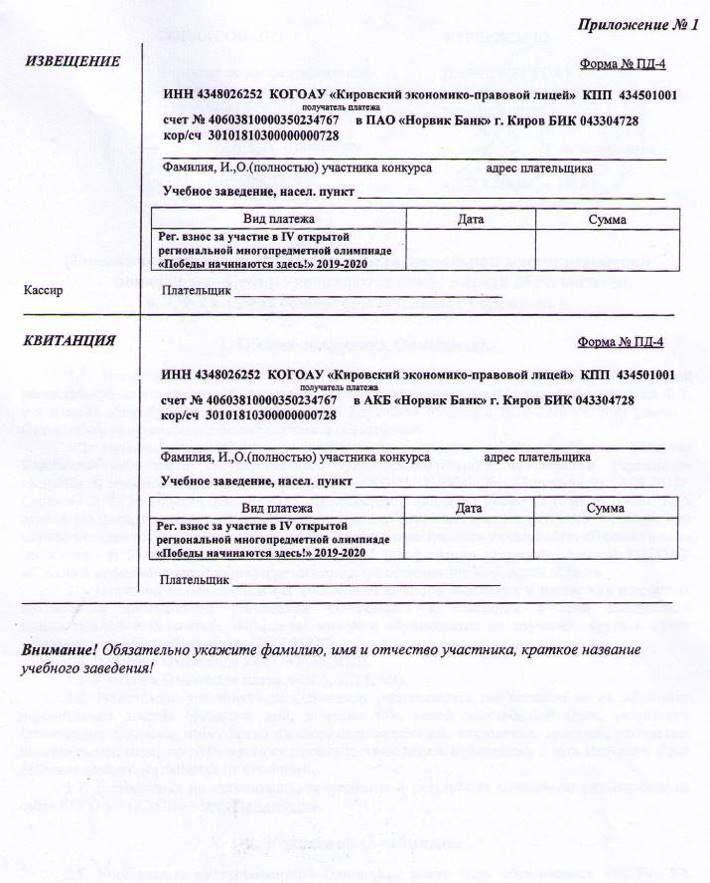 Приложение № 1
ИЗВЕЩЕНИЕ
Форма № ПД-4
ИНН 4348026252 КОГОАУ «Кировский экономико-правовой лицей» КПП 434501001
получатель платежа
счет № 40603810000350234767 в ПАО «Норвик Банк» г. Киров БИК 043304728
кор/сч 30101810300000000728
Фамилия, И.,О.(полностью) участника конкурса адрес плательщика
Учебное заведение, насел. пункт
Вид платежа Дата Сумма
Рег. взнос за участие в IV открытой
региональной многопредметной олимпиаде
«Победы начинаются здесь!» 2019-2020
Кассир Плательщик
КВИТАНЦИЯ
Форма № ПД-4
ИНН 4348026252 КОГОАУ «Кировский экономико-правовой лицей» КПП 434501001
получатель платежа
счет № 40603810000350234767 в АКБ «Норвик Банк» г. Киров БИК 043304728
кор/сч 30101810300000000728
Фамилия, И.,О.(полностью) участника конкурса адрес плательщика
Учебное заведение, насел. пункт
Вид платежа Дата Сумма
Рег. взнос за участие в IV открытой
региональной многопредметной олимпиаде
«Победы начинаются здесь!» 2019-2020
Плательщик
Внимание! Обязательно укажите фамилию, имя и отчество участника, краткое название
учебного заведения!